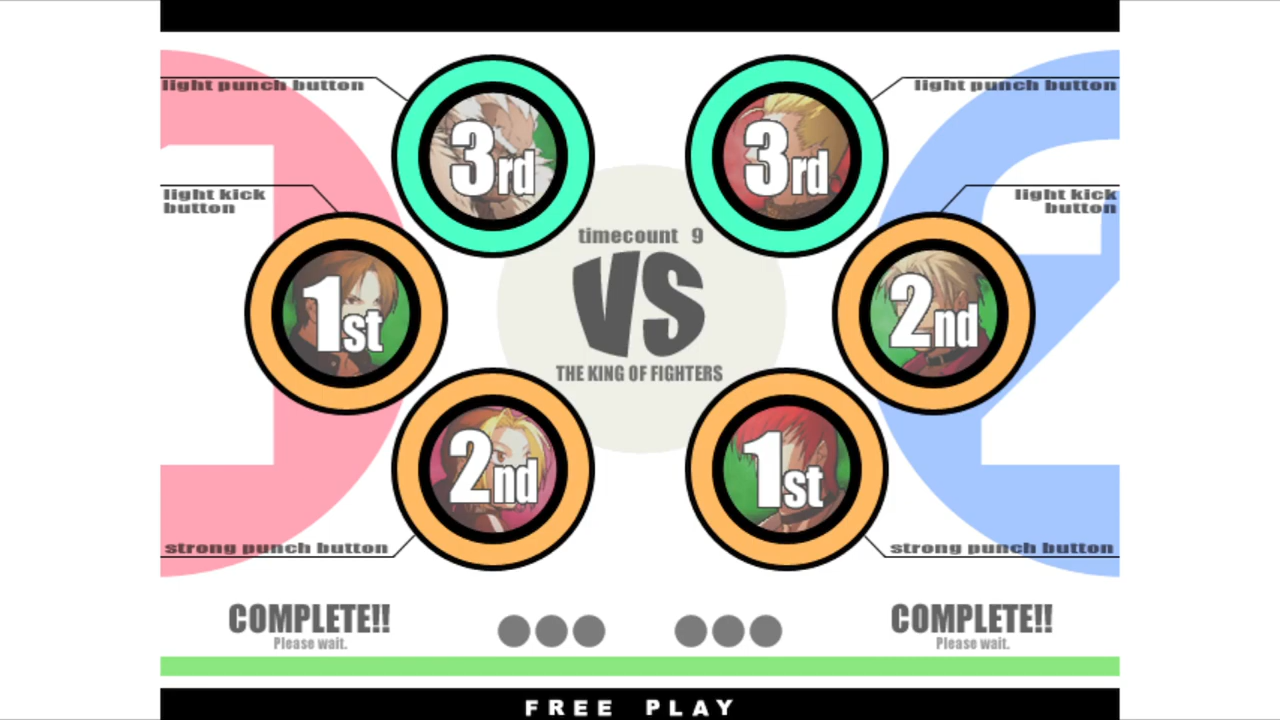 light punch button
light punch button
3rd
3rd
light kick
button
light kick
button
timecount 9
VS
THE KING OF FIGHTERS
1st
2nd
2nd
1st
strong punch button
strong punch button
COMPLETE!!
Please wait.
COMPLETE!!
Please wait.
FREE PLAY
1
2